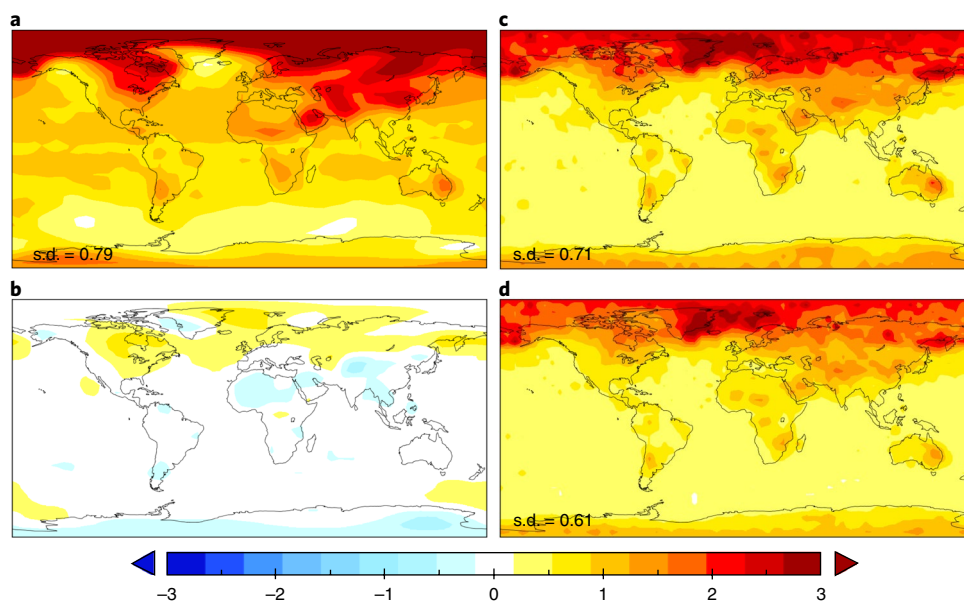 a
s.d. = 0.79
b
c
s.d. = 0.71
d
s.d. = 0.61
−3 −2 −1 0 1 2 3